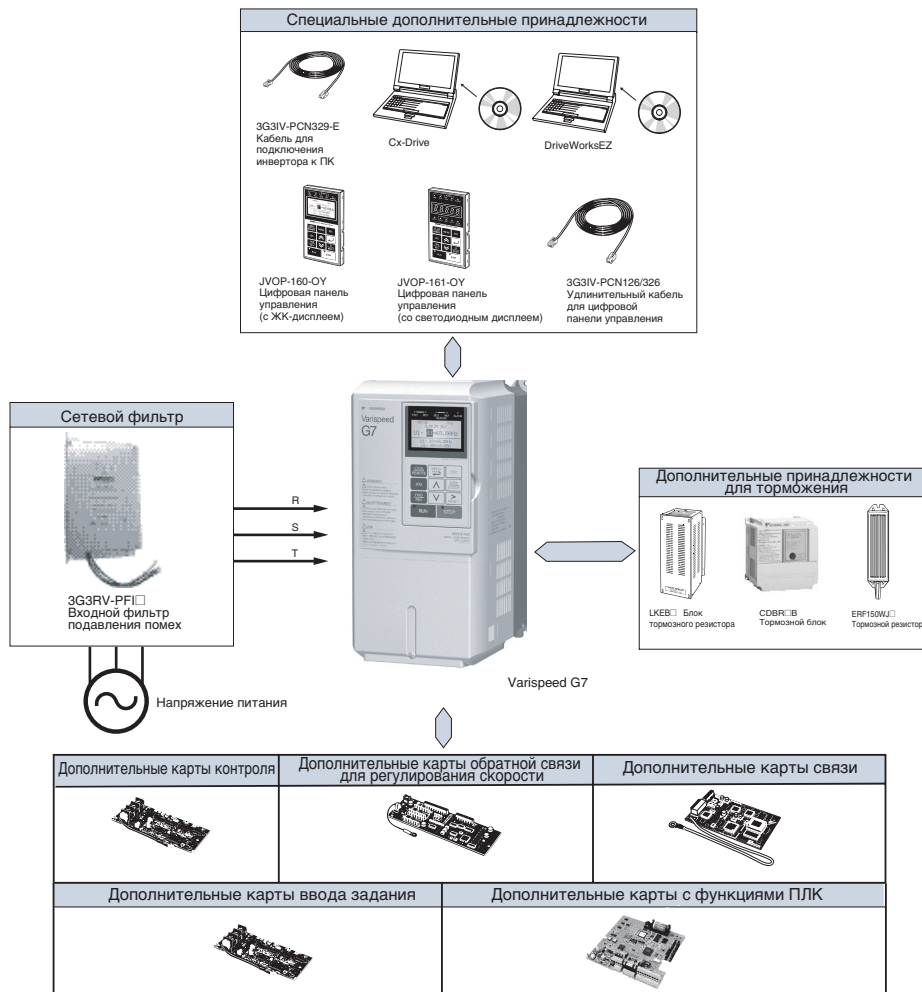 Специальные дополнительные принадлежности
3G3IV-PCN329-E
Кабель для
подключения
инвертора к ПК
Cx-Drive
DriveWorksEZ
JVOP-160-OY
Цифровая панель
управления
(с ЖК-дисплеем)
JVOP-161-OY
Цифровая панель
управления
(со светодиодным дисплеем)
3G3IV-PCN126/326
Удлинительный кабель
для цифровой
панели управления
Сетевой фильтр
3G3RV-PFI□
Входной фильтр
подавления помех
R
S
T
Varispeed
G7
RUN
STOP
Varispeed G7
Напряжение питания
Дополнительные принадлежности
для торможения
LKEB□ Блок
тормозного резистора
CDBR□B
Тормозной блок
ERF150WJ□
Тормозной резистор
Дополнительные карты контроля
Дополнительные карты обратной связи
для регулирования скорости
Дополнительные карты связи
Дополнительные карты ввода задания
Дополнительные карты с функциями ПЛК